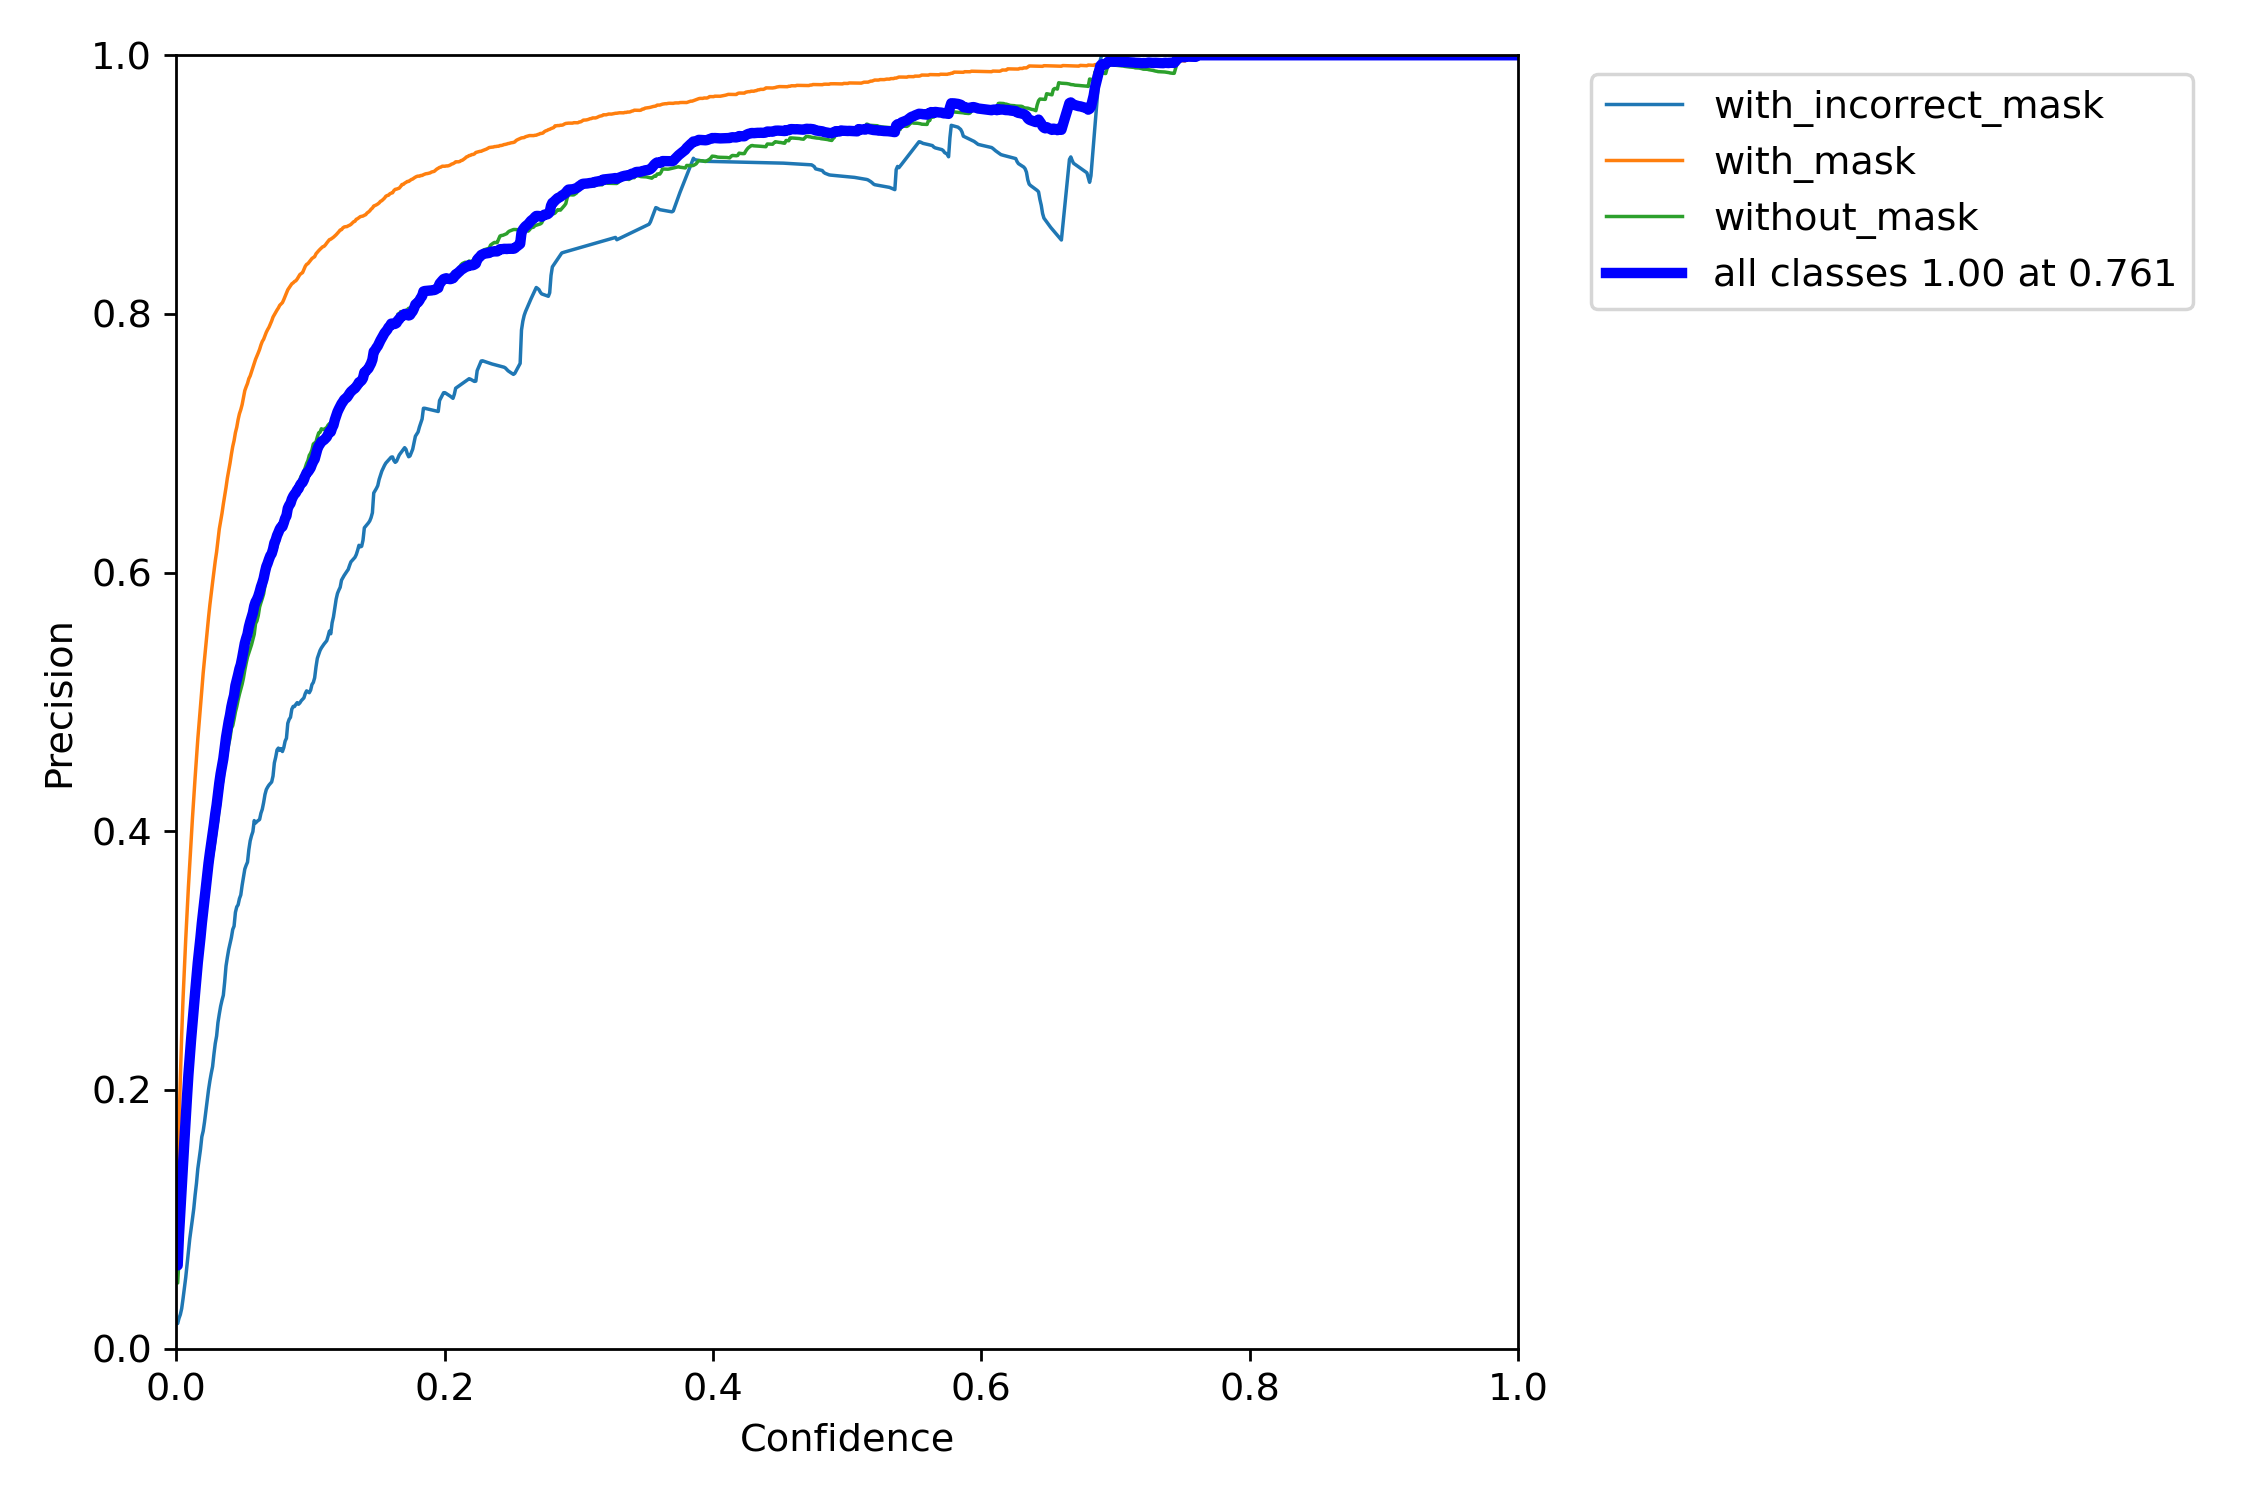 1.0
0.8
0.6
0.4
0.2
0.0
Precision
0.0 0.2 0.4 0.6 0.8 1.0
Confidence
with_incorrect_mask
with_mask
without_mask
all classes 1.00 at 0.761